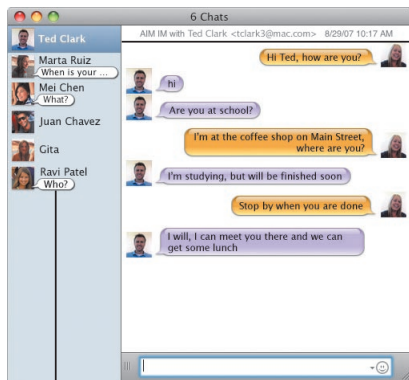 6 Chats
Ted Clark
Marta Ruiz
When is your ...
Mei Chen
What?
Juan Chavez
Gita
Ravi Patel
Who?
AIM IM with Ted Clark <tclark3@mac.com> 8/29/07 10:17 AM
Hi Ted, how are you?
hi
Are you at school?
I'm at the coffee shop on Main Street,
where are you?
I'm studying, but will be finished soon
Stop by when you are done
I will, I can meet you there and we can
get some lunch